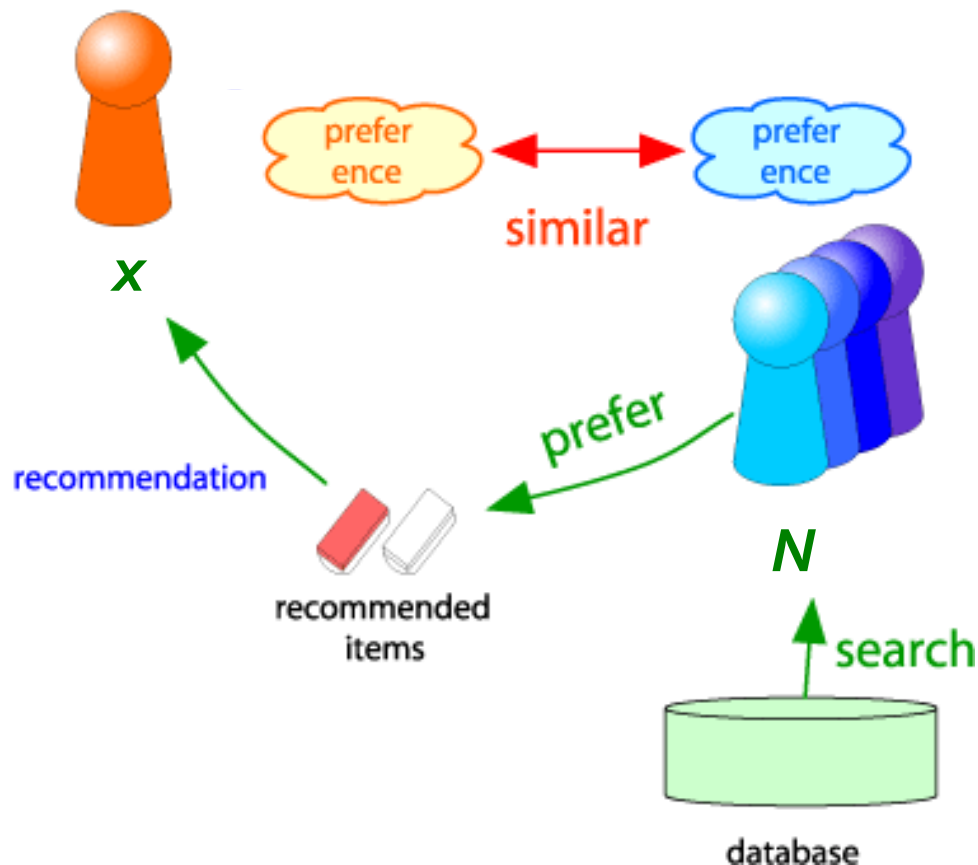 prefer
ence
prefer
ence
similar
x
prefer
recommendation
N
recommended
items
search
database